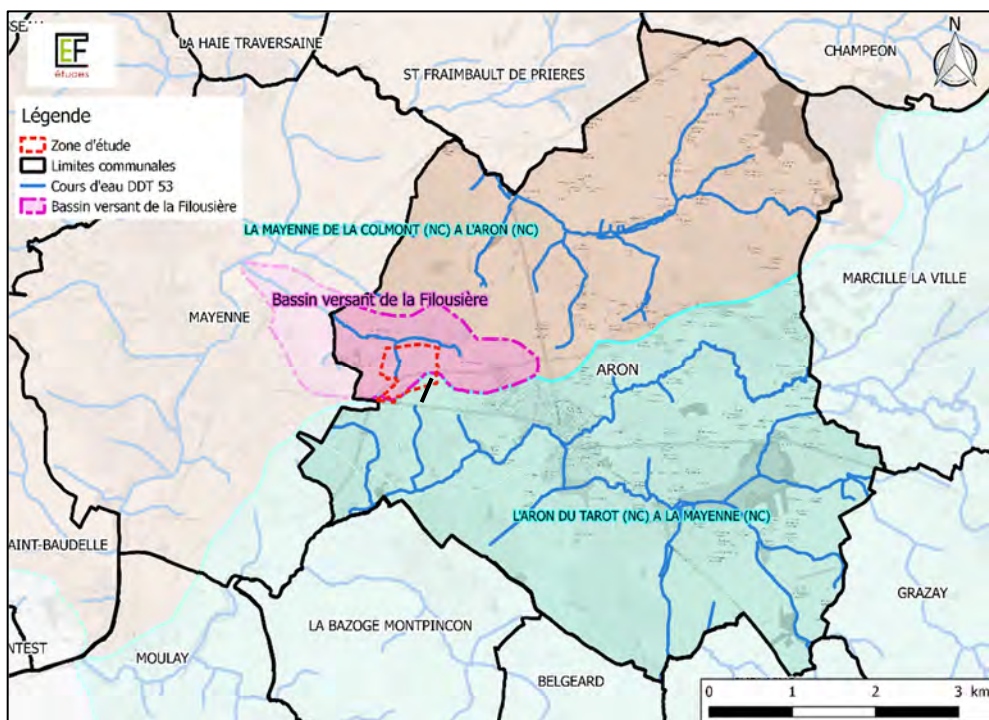 LA HAIE TRAVERSAINE
CHAMPEON
N
EF
études
ST FRAIMBAULT DE PRIERES
Légende
Zone d'étude
Limites communales
Cours d'eau DDT 53
Bassin versant de la Filousière
LA MAYENNE DE LA COLMONT (NC) A L'ARON (NC)
MARCILLE LA VILLE
Bassin versant de la Filousière
MAYENNE
ARON
L'ARON DU TAROT (NC) A LA MAYENNE (NC)
AINT-BAUDELLE
GRAZAY
LA BAZOGE MONTPINCON
NTEST
MOULAY
BELGEARD
0 1 2 3 km